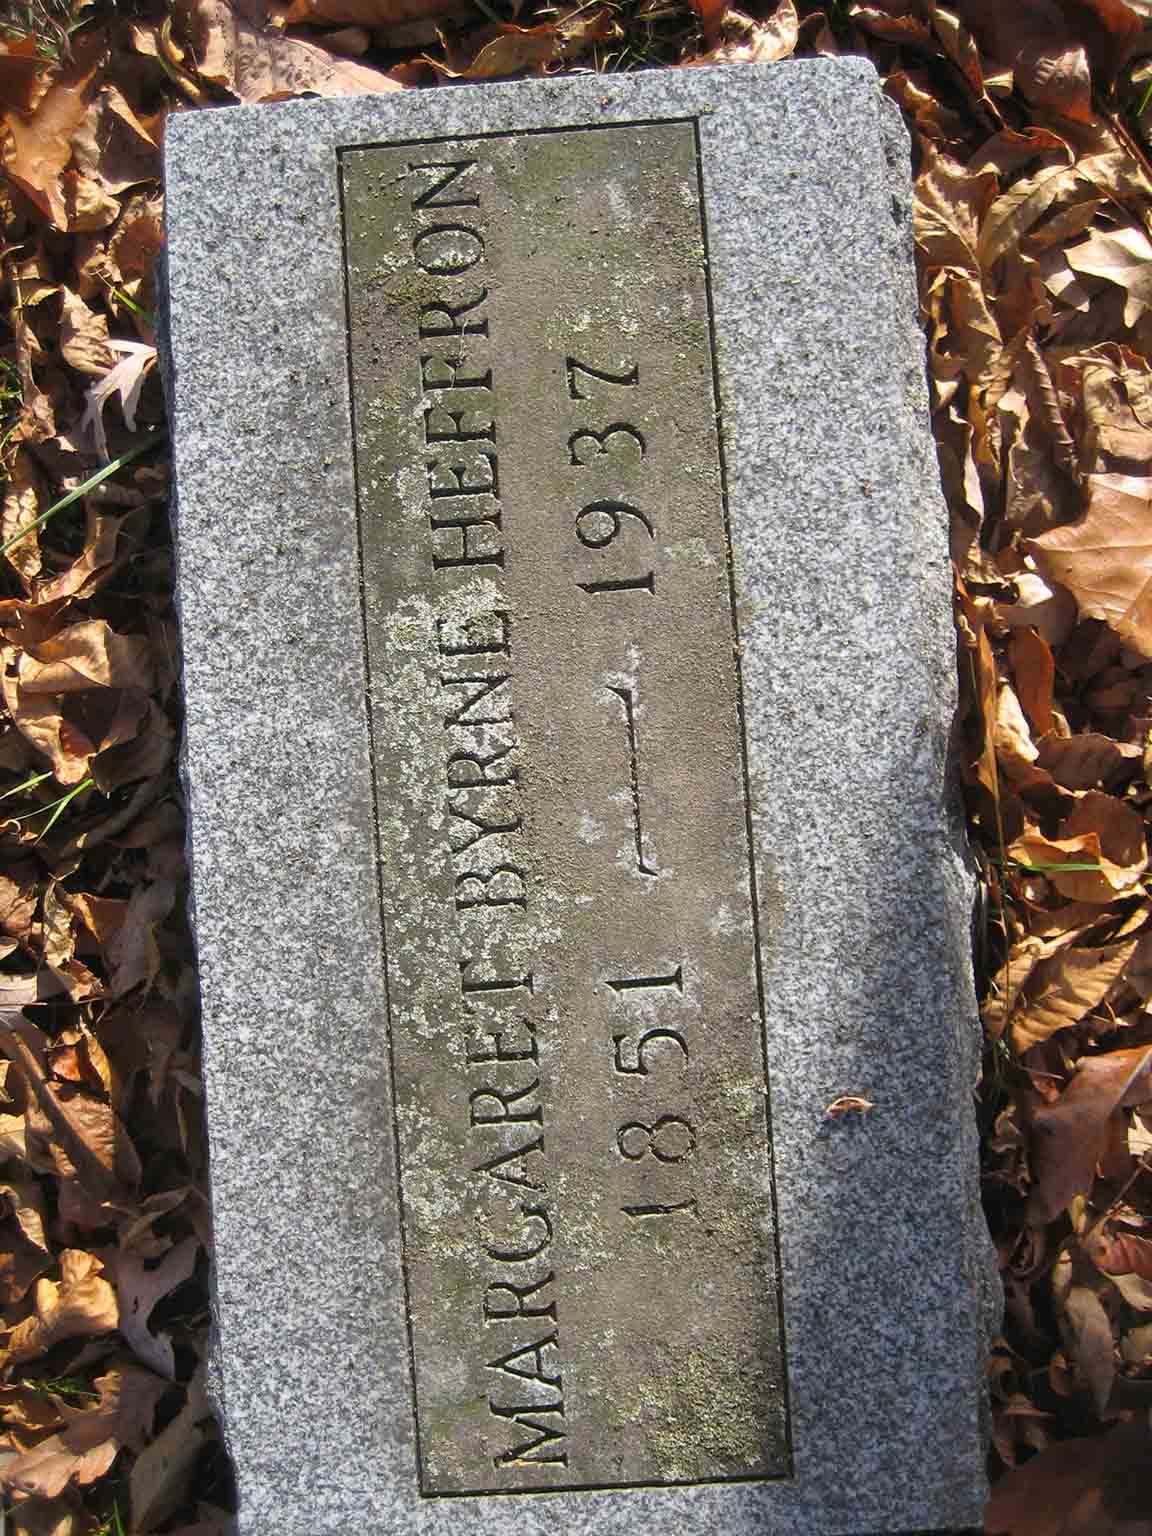 MARGARET BYRNE HEFFRON
1851 — 1937